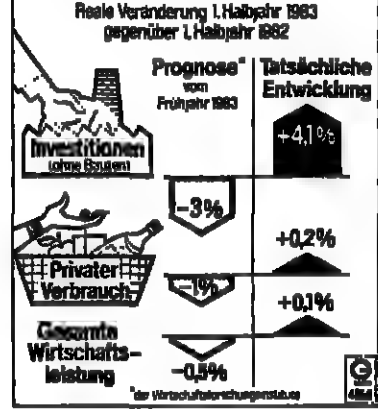 Reale Veränderung 1. Halbjahr 1983
gegenüber 1. Halbjahr 1982
Prognose*
vom
Frühjahr 1983
Tatsächliche
Entwicklung
Investitionen
(ohne Bauten)
-3%
+4,1%
Privater
Verbrauch
-1%
+0,2%
Gesamte
Wirtschafts-
leistung
-0,5%
+0,1%
*der Wirtschaftsforschungsinstitute